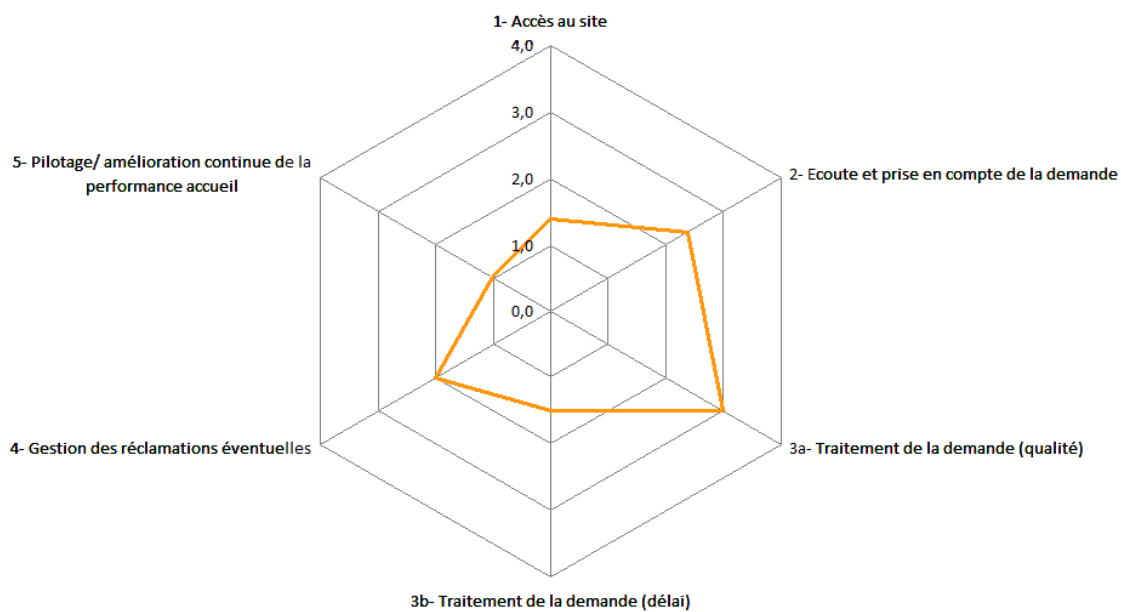 1- Accès au site
4,0
3,0
5- Pilotage/ amélioration continue de la
performance accueil
2,0
2- Ecoute et prise en compte de la demande
1,0
0,0
4- Gestion des réclamations éventuelles
3a- Traitement de la demande (qualité)
3b- Traitement de la demande (délai)